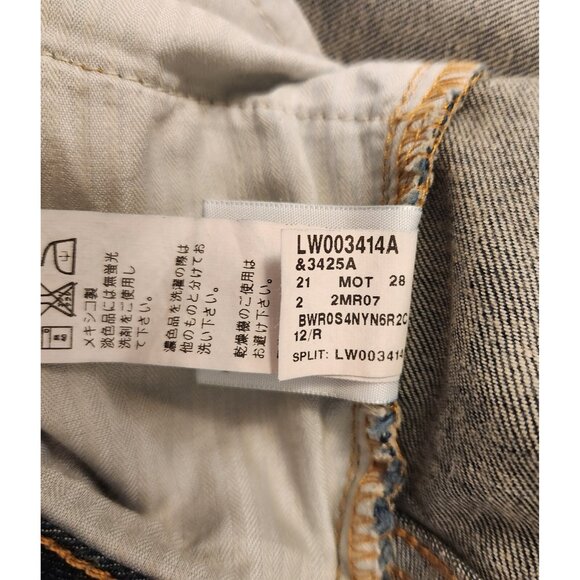 メキシコ製
淡色品には無蛍光
洗剤をご使用し
て下さい。
濃色品を洗濯の際は
他のものと分けてお
洗い下さい。
乾燥機のご使用は
お避け下さい。
LW003414A
&3425A
21 MOT 28
2 2MR07
BWR0S4NYN6R2C
12/R
SPLIT: LW003414